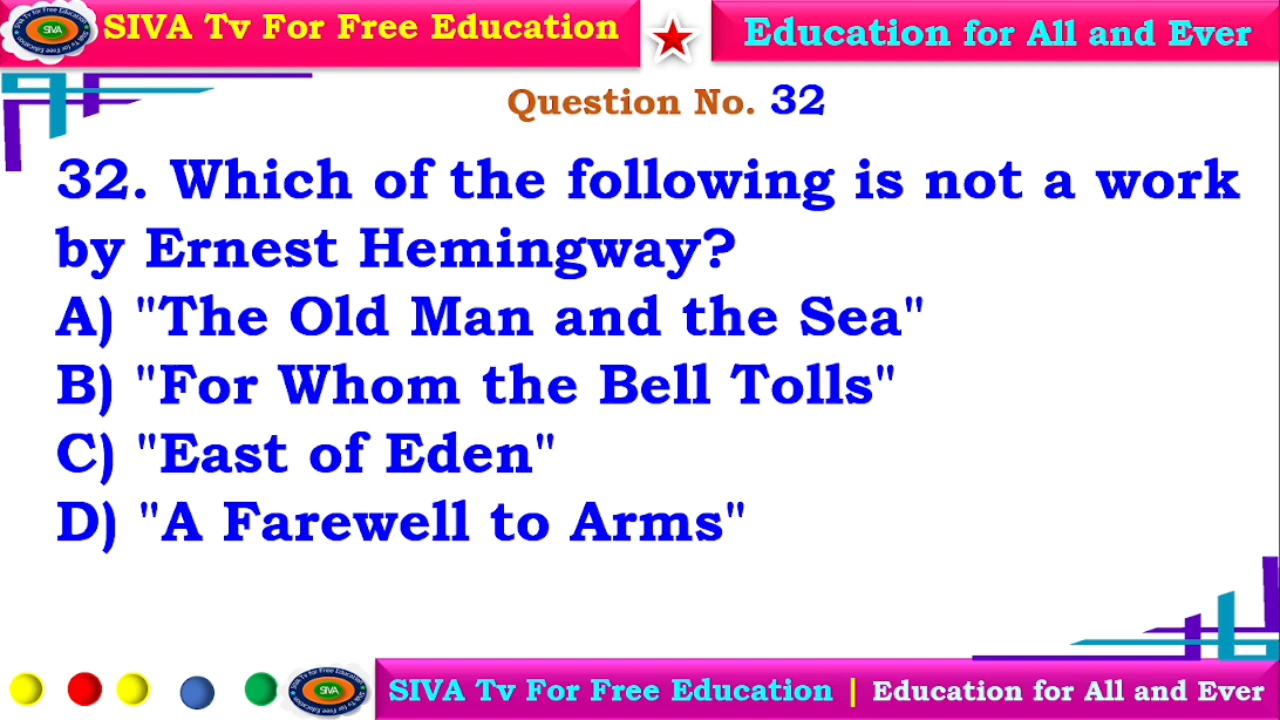 SIVA Tv For Free Education
Education for All and Ever
Question No. 32
32. Which of the following is not a work
by Ernest Hemingway?
A) "The Old Man and the Sea"
B) "For Whom the Bell Tolls"
C) "East of Eden"
D) "A Farewell to Arms"
SIVA
SIVA Tv For Free Education | Education for All and Ever